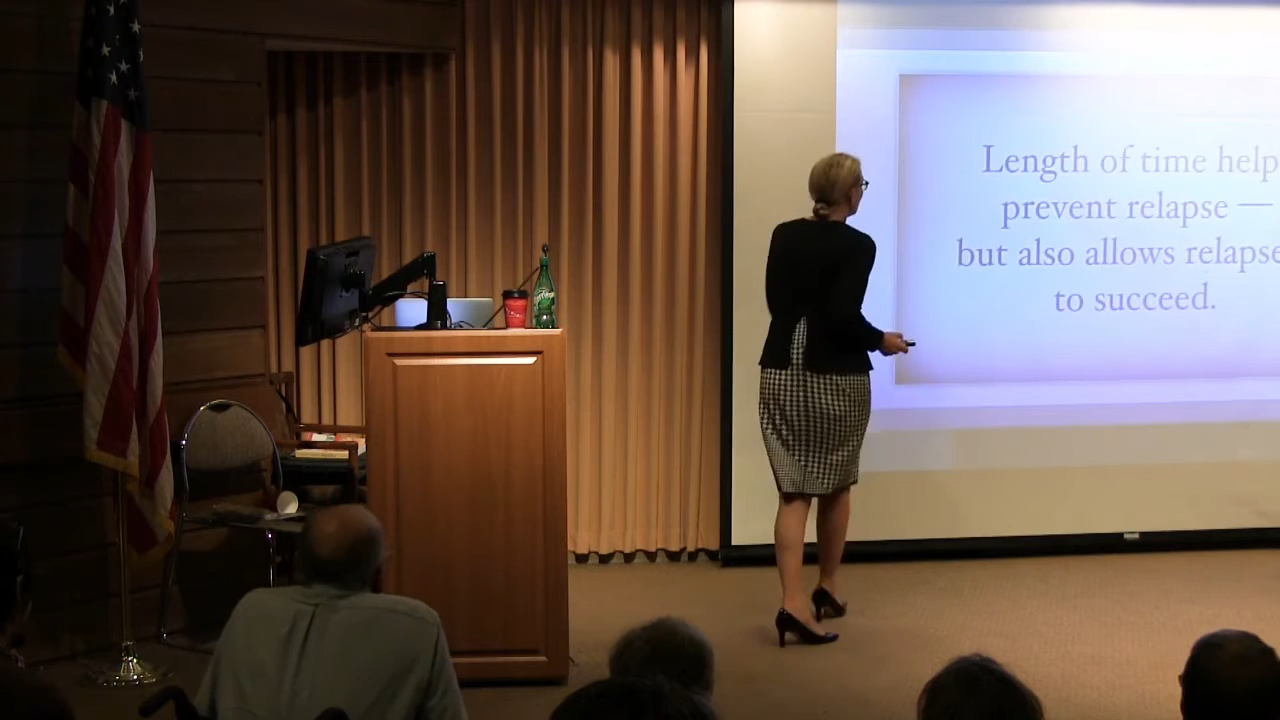 Length of time help
prevent relapse —
but also allows relapse
to succeed.